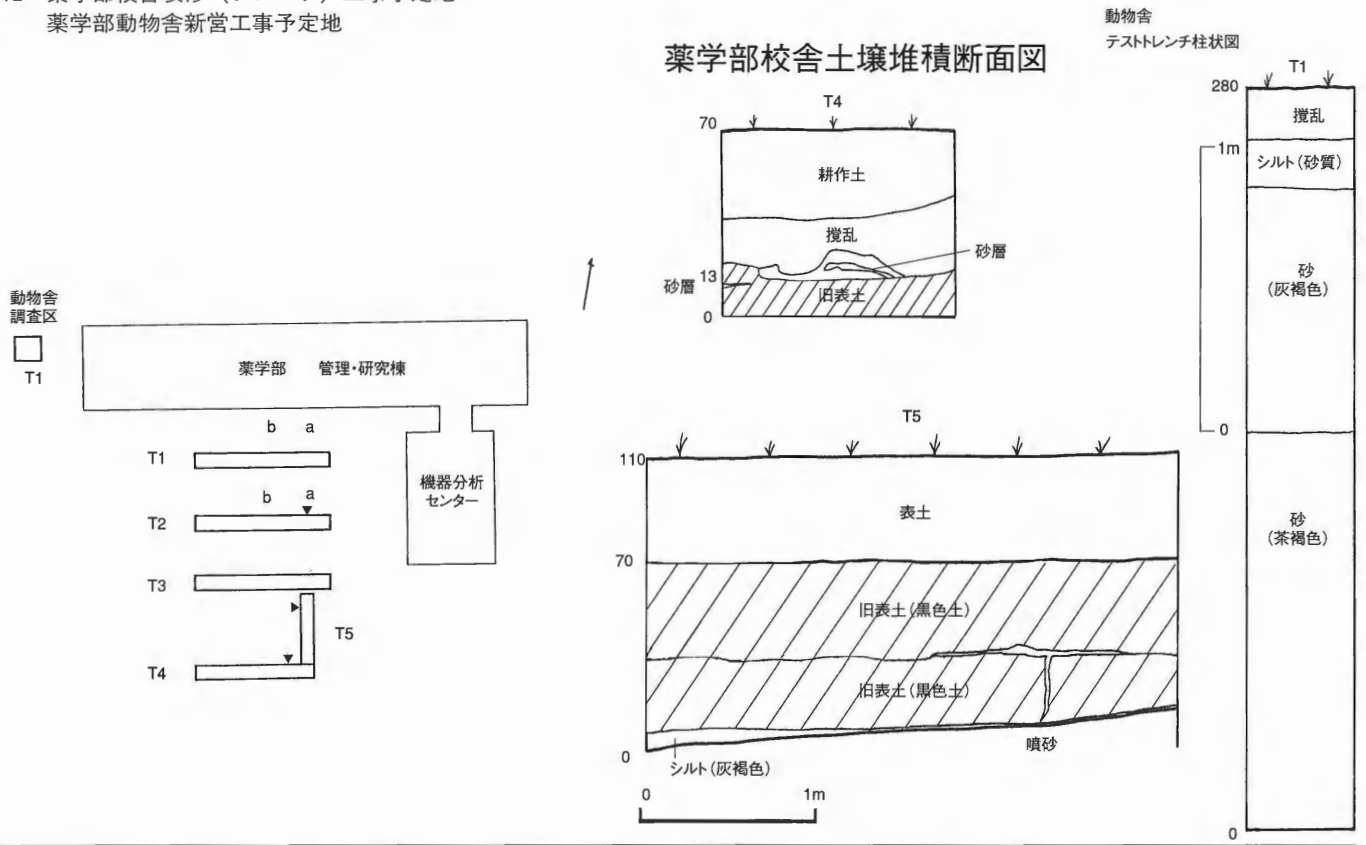 薬学部動物舎新営工事予定地
動物舎
調査区
T1
薬学部 管理・研究棟
機器分析
センター
b a
T1
b a
T2
T3
T5
T4
薬学部校舎土壌堆積断面図
T4
70
耕作土
撹乱
砂層
砂層
13
旧表土
0
T5
110
表土
70
旧表土(黒色土)
旧表土(黒色土)
0
シルト(灰褐色)
噴砂
0 1m
動物舎
テストトレンチ柱状図
T1
280
撹乱
1m
シルト(砂質)
砂
(灰褐色)
0
砂
(茶褐色)
0